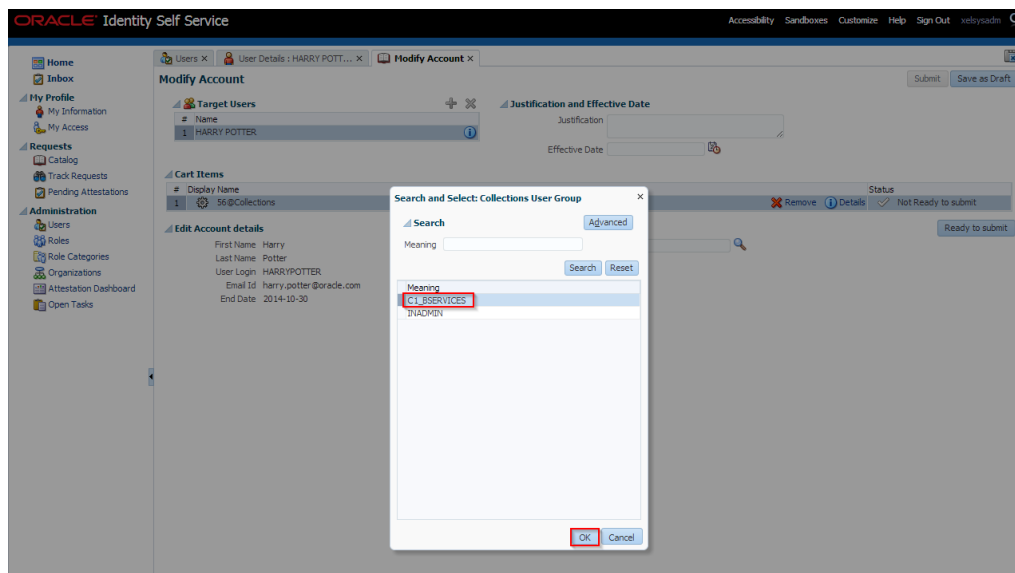 ORACLE® Identity Self Service
Accessibility Sandboxes Customize Help Sign Out xelsysadm
Users × User Details : HARRY POTT... × Modify Account ×
Home
Inbox
My Profile
My Information
My Access
Requests
Catalog
Track Requests
Pending Attestations
Administration
Users
Roles
Role Categories
Organizations
Attestation Dashboard
Open Tasks
Modify Account
Submit Save as Draft
Target Users
# Name
1 HARRY POTTER
Justification and Effective Date
Justification
Effective Date
Cart Items
# Display Name Status
1 56@Collections Remove Details Not Ready to submit
Edit Account details
Ready to submit
First Name Harry
Last Name Potter
User Login HARRYPOTTER
Email Id harry.potter@oracle.com
End Date 2014-10-30
Search and Select: Collections User Group ×
Search Advanced
Meaning
Search Reset
Meaning
C1_BSERVICES
INADMIN
OK Cancel